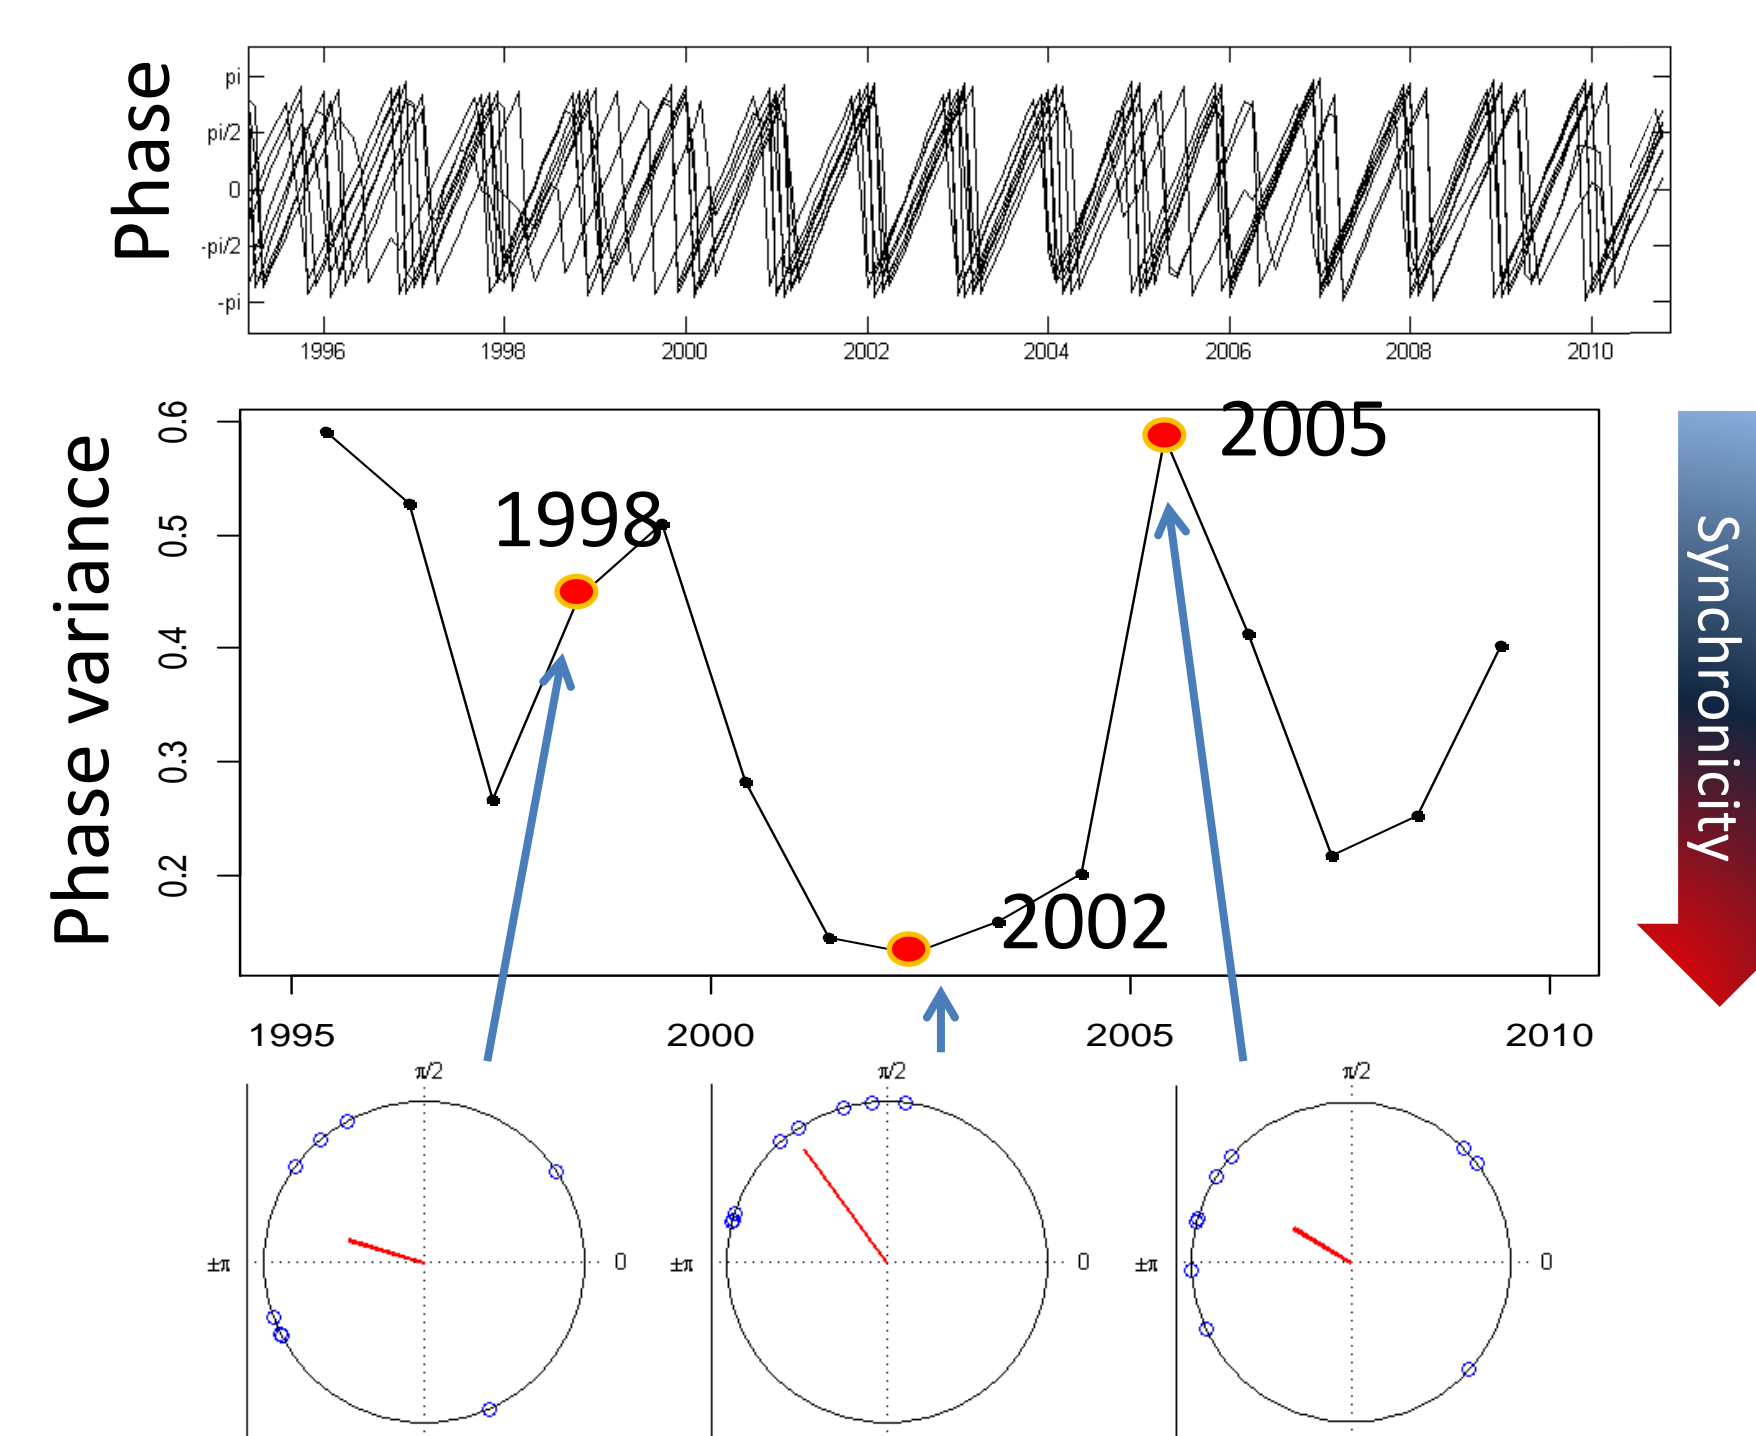 Phase
pi
pi/2
0
-pi/2
-pi
1996 1998 2000 2002 2004 2006 2008 2010
Phase variance
0.6
0.5
0.4
0.3
0.2
2005
1998
2002
Synchronicity
1995 2000 2005 2010
π/2 π/2 π/2
±π 0 ±π 0 ±π 0